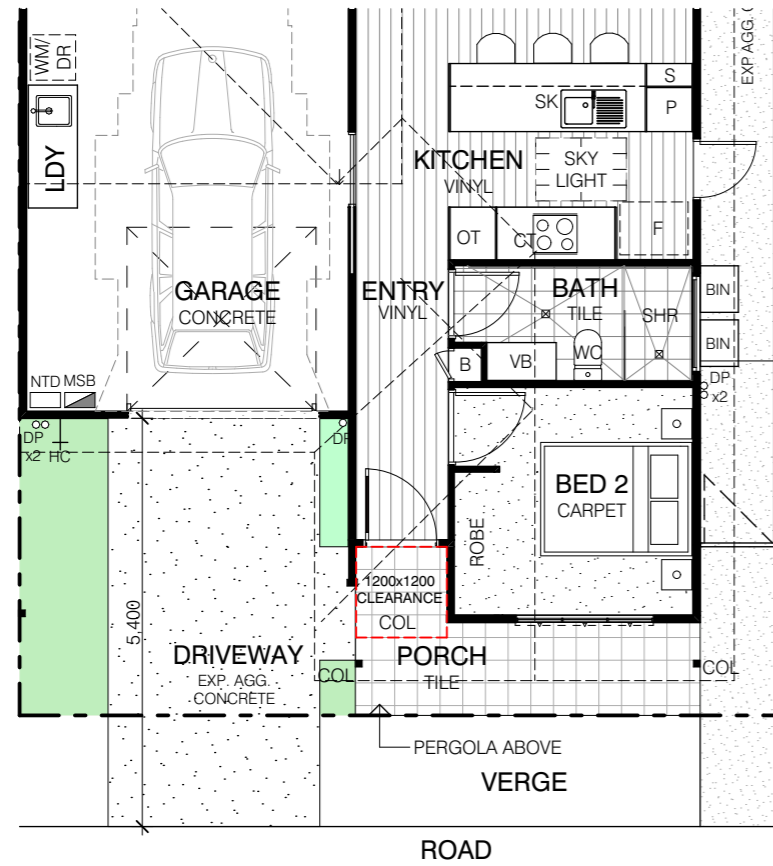 WM/
DR
LDY
S
P
SK
EXP AGG. C
KITCHEN
VINYL
SKY
LIGHT
OT
CT
F
GARAGE
CONCRETE
ENTRY
VINYL
BATH
TILE
SHR
BIN
BIN
WC
VB
B
NTD
MSB
DP
x2
DP
x2
HC
DP
BED 2
CARPET
ROBE
1200x1200
CLEARANCE
COL
5,400
DRIVEWAY
EXP. AGG.
CONCRETE
COL
PORCH
TILE
COL
PERGOLA ABOVE
VERGE
ROAD